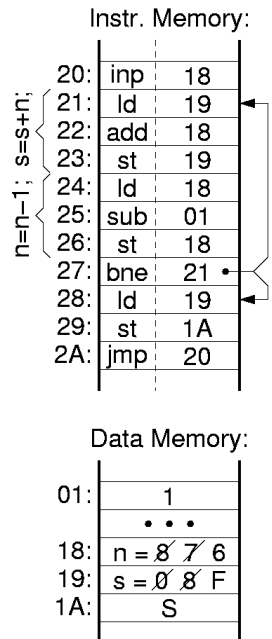 Instr. Memory:
20: inp 18
21: ld 19
22: add 18
23: st 19
24: ld 18
25: sub 01
26: st 18
27: bne 21
28: ld 19
29: st 1A
2A: jmp 20
s=s+n;
n=n−1;
Data Memory:
01: 1
• • •
18: n = 8 7 6
19: s = 0 8 F
1A: S